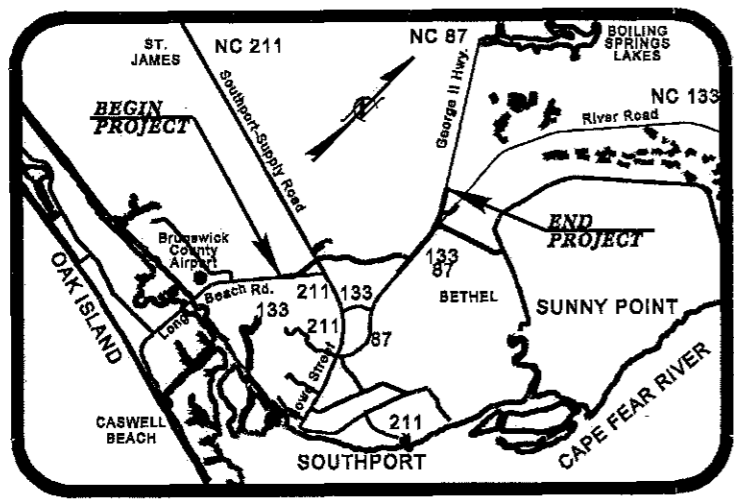 ST.
JAMES
NC 211
NC 87
BOILING
SPRINGS
LAKES
NC 133
River Road
George II Hwy.
Southport-Supply Road
BEGIN
PROJECT
END
PROJECT
Brunswick
County
Airport
133
87
BETHEL
SUNNY POINT
Long Beach Rd.
133
211
133
211
87
OAK ISLAND
Howe Street
CASWELL
BEACH
211
SOUTHPORT
CAPE FEAR RIVER